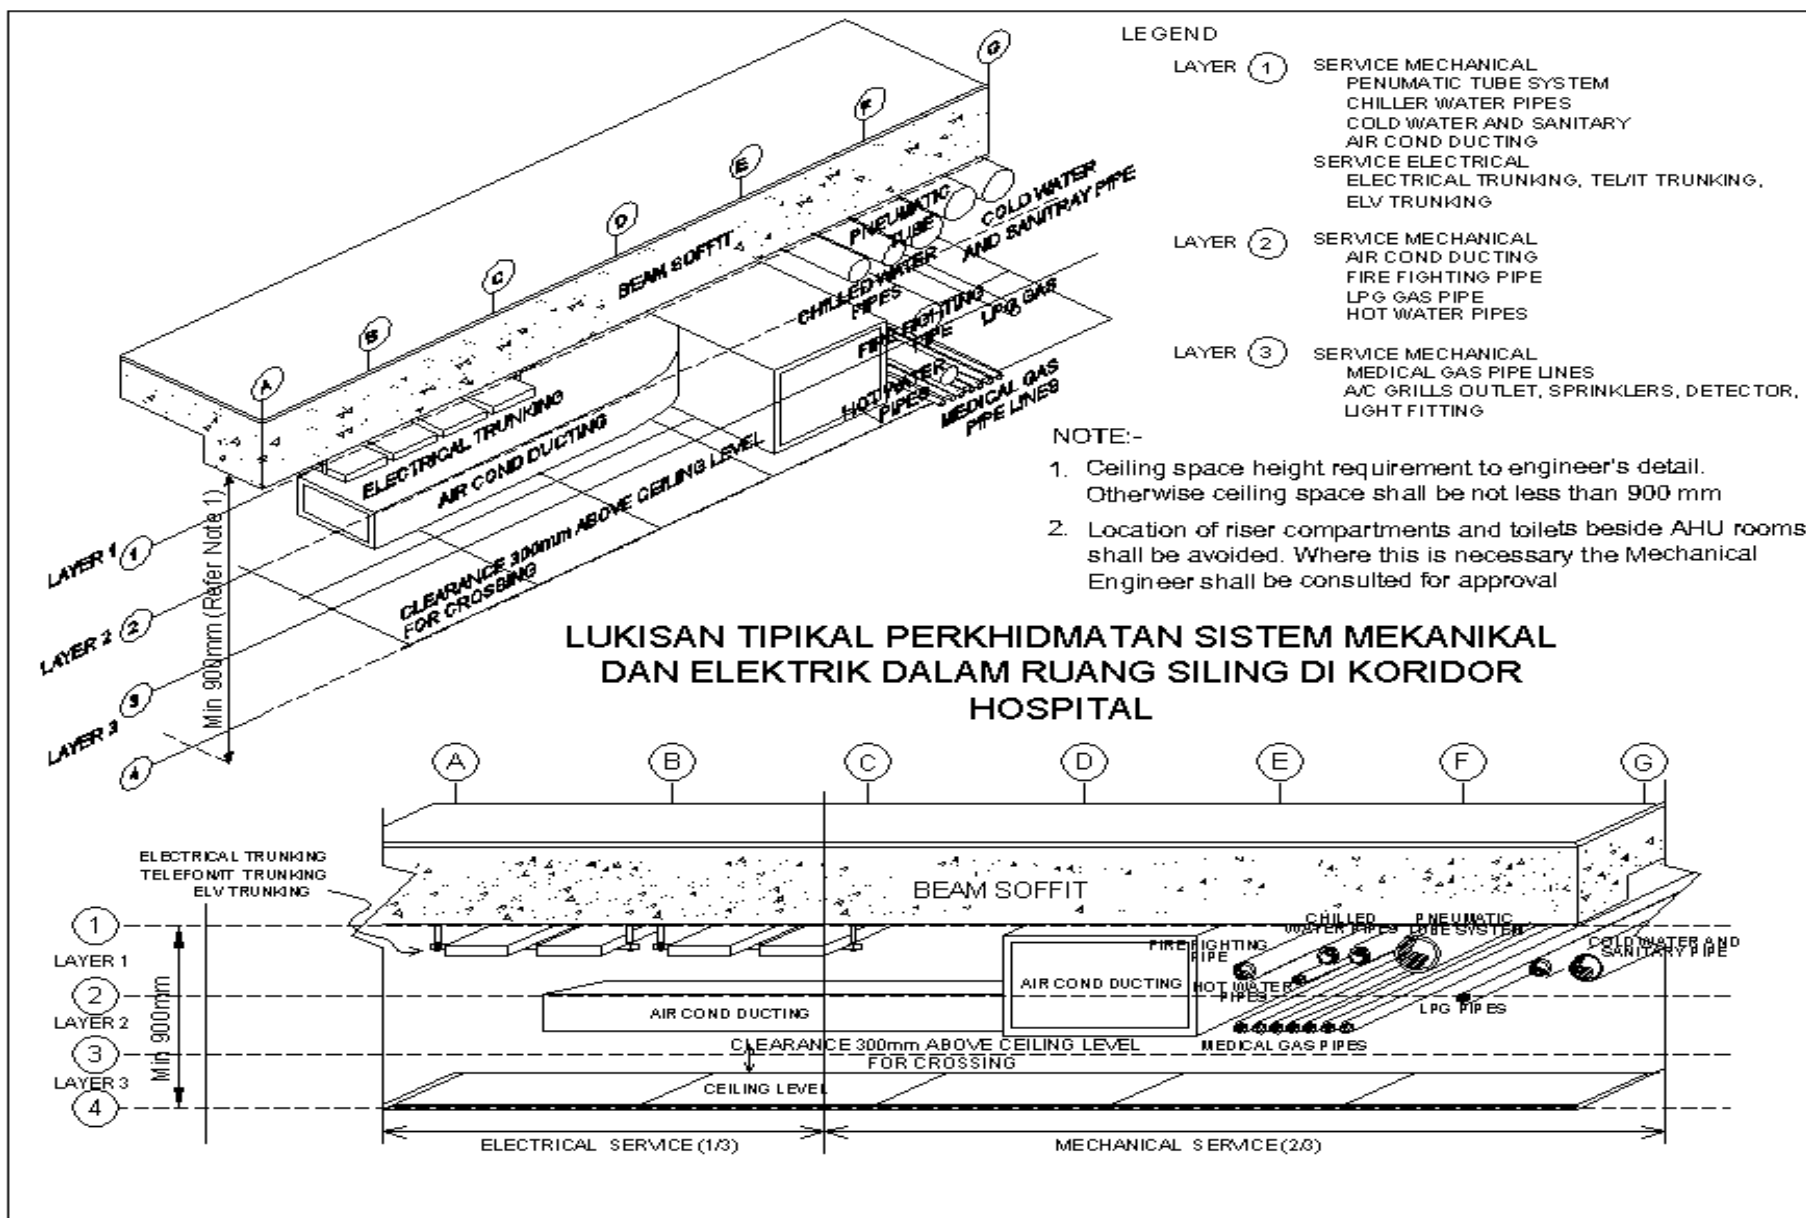 A
B
C
D
E
F
G
BEAM SOFFIT
PNEUMATIC
TUBE
COLD WATER
AND SANITRAY PIPE
CHILLED WATER
PIPES
FIRE FIGHTING
PIPE
LPG GAS
HOT WATER
PIPES
MEDICAL GAS
PIPE LINES
ELECTRICAL TRUNKING
AIR COND DUCTING
CLEARANCE 300mm ABOVE CEILING LEVEL
FOR CROSSING
LAYER 1
1
LAYER 2
2
LAYER 3
3
4
Min 900mm (Refer Note 1)
LEGEND
LAYER 1 SERVICE MECHANICAL
PENUMATIC TUBE SYSTEM
CHILLER WATER PIPES
COLD WATER AND SANITARY
AIR COND DUCTING
SERVICE ELECTRICAL
ELECTRICAL TRUNKING, TEL/IT TRUNKING,
ELV TRUNKING
LAYER 2 SERVICE MECHANICAL
AIR COND DUCTING
FIRE FIGHTING PIPE
LPG GAS PIPE
HOT WATER PIPES
LAYER 3 SERVICE MECHANICAL
MEDICAL GAS PIPE LINES
A/C GRILLS OUTLET, SPRINKLERS, DETECTOR,
LIGHT FITTING
NOTE:-
1. Ceiling space height requirement to engineer's detail.
Otherwise ceiling space shall be not less than 900 mm
2. Location of riser compartments and toilets beside AHU rooms
shall be avoided. Where this is necessary the Mechanical
Engineer shall be consulted for approval
LUKISAN TIPIKAL PERKHIDMATAN SISTEM MEKANIKAL
DAN ELEKTRIK DALAM RUANG SILING DI KORIDOR
HOSPITAL
A B C D E F G
ELECTRICAL TRUNKING
TELEFON/IT TRUNKING
ELV TRUNKING
BEAM SOFFIT
1
LAYER 1
2
LAYER 2
3
LAYER 3
4
Min 900mm
FIRE FIGHTING
PIPE
CHILLED
WATER PIPES
PNEUMATIC
TUBE SYSTEM
COLD WATER AND
SANITARY PIPE
AIR COND DUCTING
HOT WATER
PIPES
LPG PIPES
AIR COND DUCTING
MEDICAL GAS PIPES
CLEARANCE 300mm ABOVE CEILING LEVEL
FOR CROSSING
CEILING LEVEL
ELECTRICAL SERVICE (1/3)
MECHANICAL SERVICE (2/3)